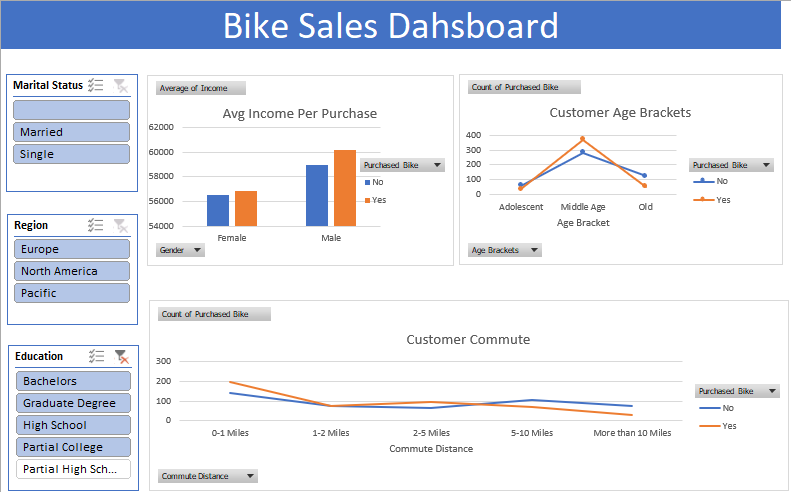 Bike Sales Dahsboard
Marital Status
Married
Single
Region
Europe
North America
Pacific
Education
Bachelors
Graduate Degree
High School
Partial College
Partial High Sch...
Average of Income
Avg Income Per Purchase
62000
60000
58000
56000
54000
Female
Male
Purchased Bike
No
Yes
Gender
Count of Purchased Bike
Customer Age Brackets
400
300
200
100
0
Adolescent
Middle Age
Old
Age Bracket
Purchased Bike
No
Yes
Age Brackets
Count of Purchased Bike
Customer Commute
300
200
100
0
0-1 Miles
1-2 Miles
2-5 Miles
5-10 Miles
More than 10 Miles
Commute Distance
Purchased Bike
No
Yes
Commute Distance